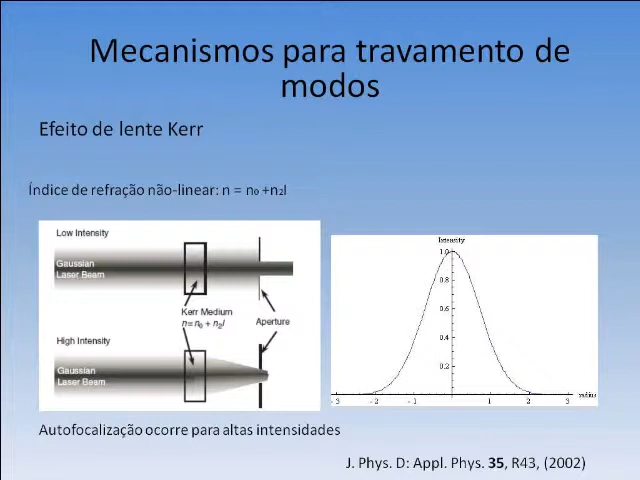 Mecanismos para travamento de
modos
Efeito de lente Kerr
Índice de refração não-linear: n = n₀ +n₂I
Low Intensity
Gaussian
Laser Beam
Kerr Medium
n = n₀ + n₂I
Aperture
High Intensity
Gaussian
Laser Beam
Intensity
1.0
0.8
0.6
0.4
0.2
- 3
- 2
- 1
1
2
3
radius
Autofocalização ocorre para altas intensidades
J. Phys. D: Appl. Phys. 35, R43, (2002)